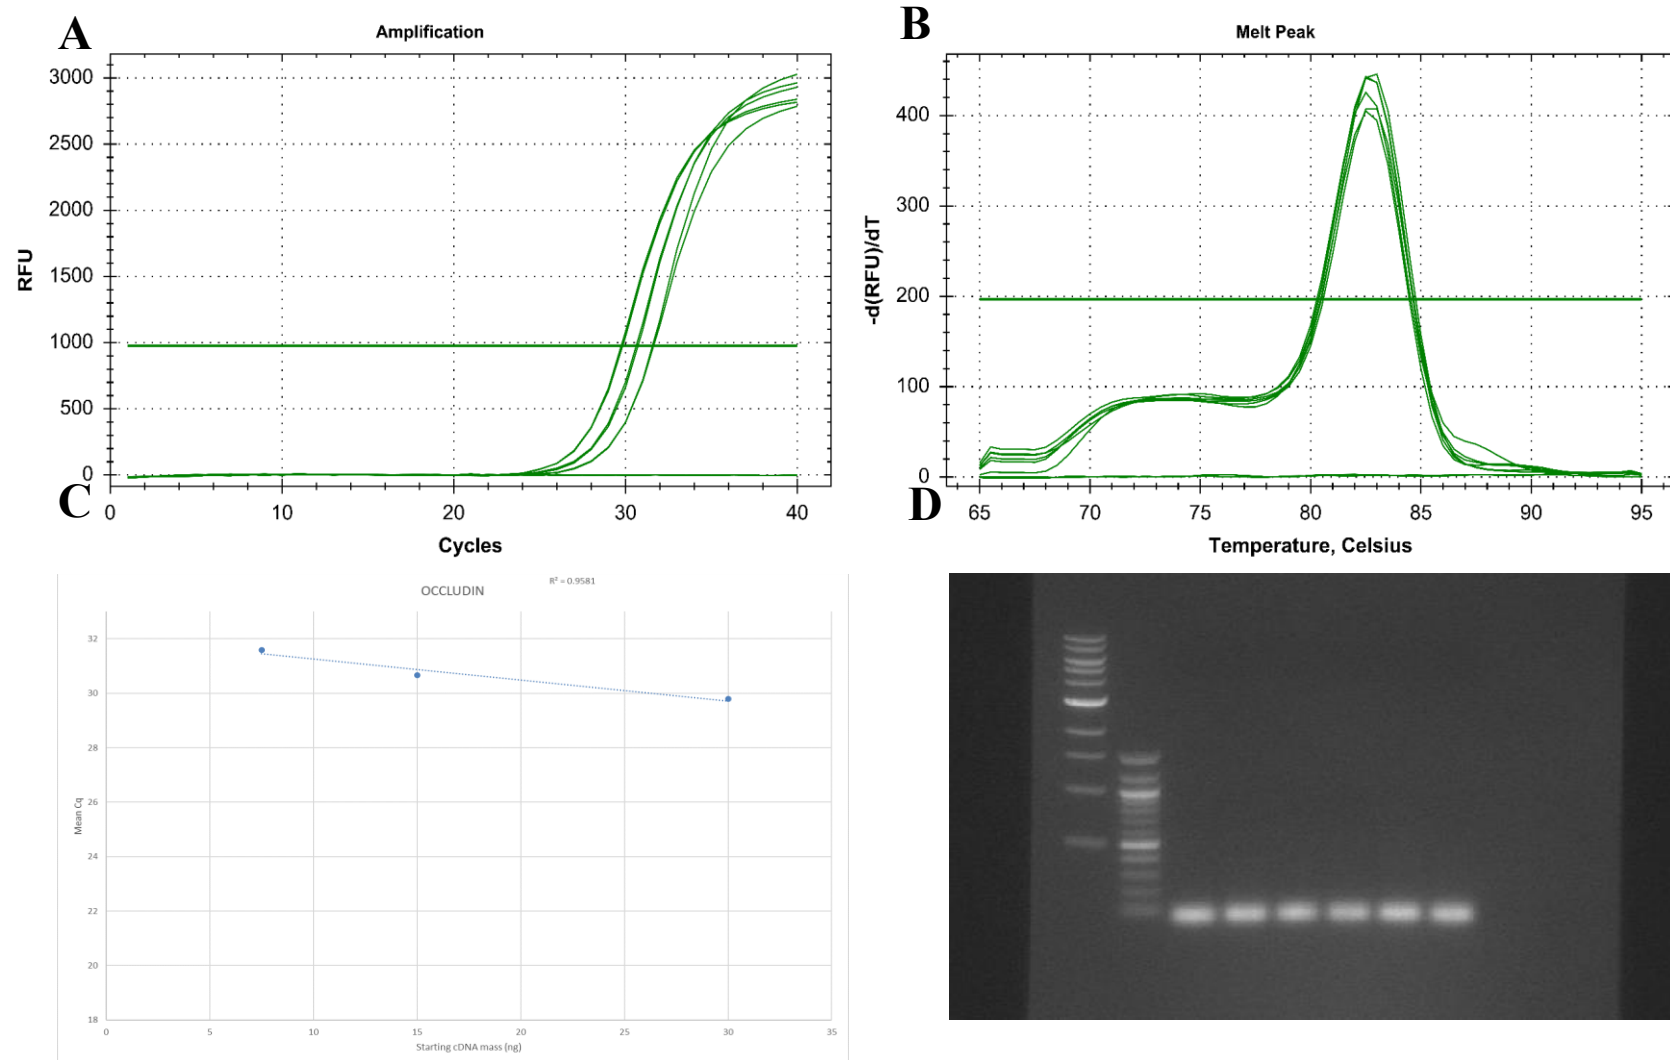 A
Amplification
3000
2500
2000
1500
1000
500
0
RFU
0 10 20 30 40
Cycles
B
Melt Peak
400
300
200
100
0
-d(RFU)/dT
65 70 75 80 85 90 95
Temperature, Celsius
C
OCCLUDIN
R² = 0.9581
32
30
28
26
24
22
20
18
Mean Cq
0 5 10 15 20 25 30 35
Starting cDNA mass (ng)
D